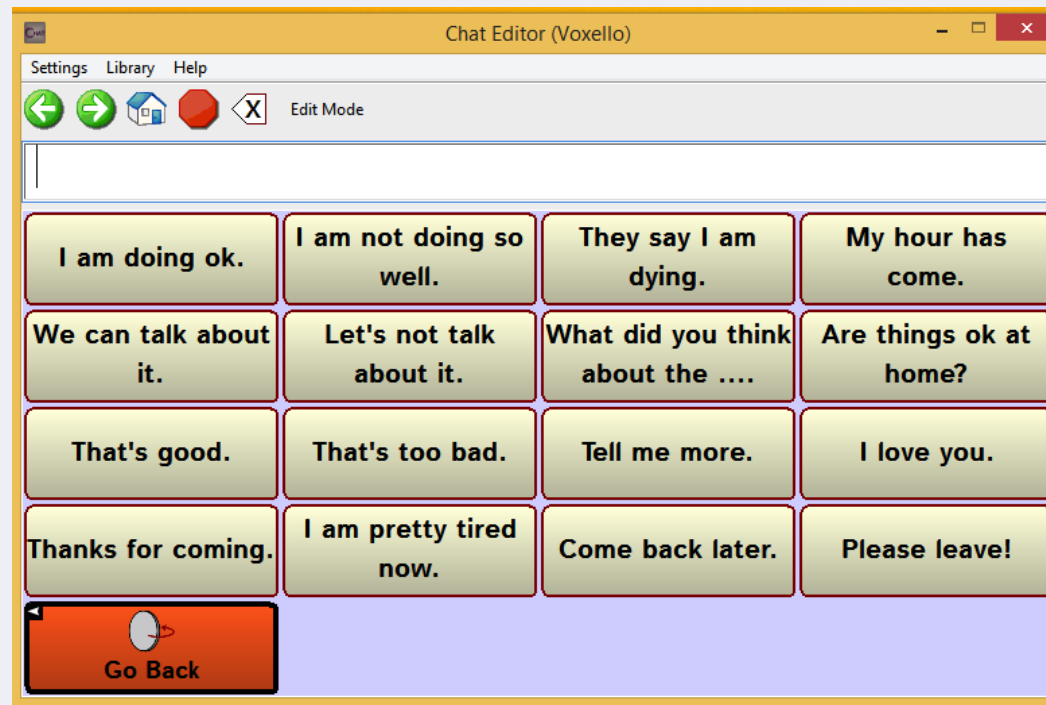 Chat Editor (Voxello)
Settings Library Help
X Edit Mode
I am doing ok.
I am not doing so
well.
They say I am
dying.
My hour has
come.
We can talk about
it.
Let's not talk
about it.
What did you think
about the ....
Are things ok at
home?
That's good.
That's too bad.
Tell me more.
I love you.
Thanks for coming.
I am pretty tired
now.
Come back later.
Please leave!
Go Back